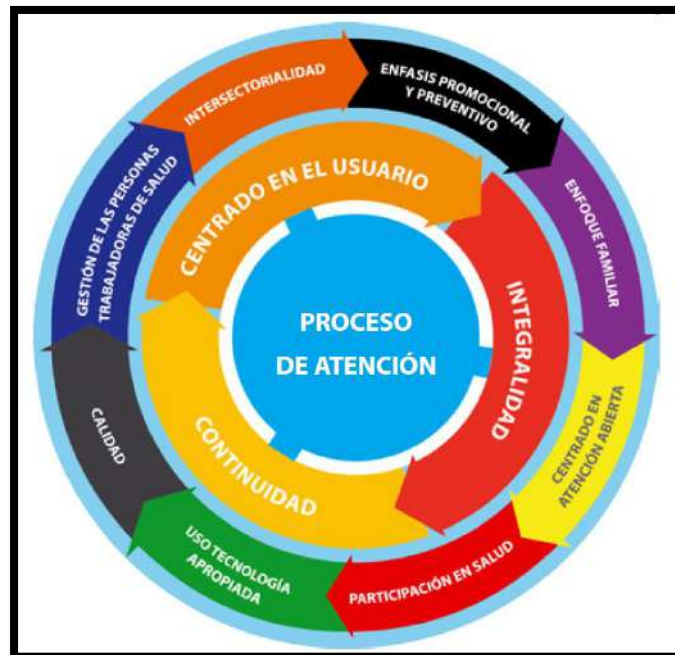 PROCESO
DE ATENCIÓN
CENTRADO EN EL USUARIO
INTEGRALIDAD
CONTINUIDAD
INTERSECTORIALIDAD
ENFASIS PROMOCIONAL
Y PREVENTIVO
ENFOQUE FAMILIAR
CENTRADO EN
ATENCIÓN ABIERTA
PARTICIPACIÓN EN SALUD
USO TECNOLOGÍA
APROPIADA
CALIDAD
GESTIÓN DE LAS PERSONAS
TRABAJADORAS DE SALUD